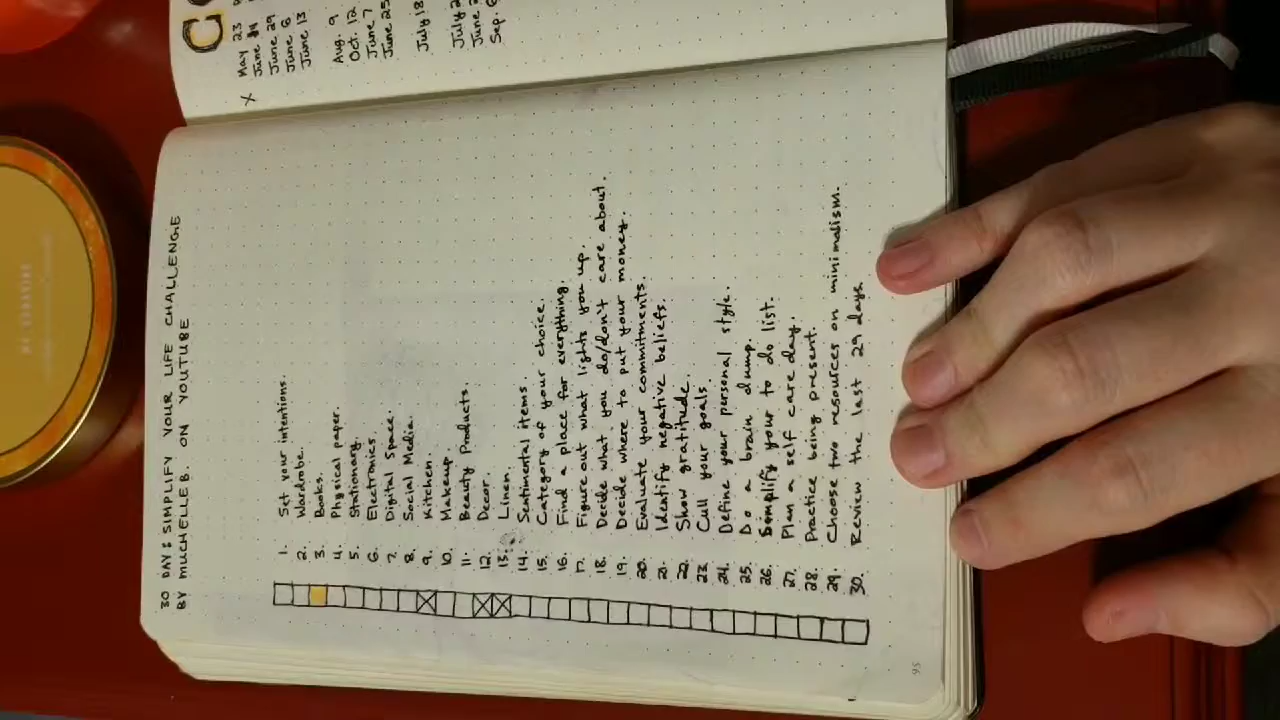 30 DAY: SIMPLIFY YOUR LIFE CHALLENGE
BY MUCHELLEB. ON YOUTUBE
1. Set your intentions.
2. Wardrobe.
3. Books.
4. Physical paper.
5. Stationary.
6. Electronics.
7. Digital Space.
8. Social Media.
9. Kitchen.
10. Makeup.
11. Beauty Products.
12. Decor.
13. Linen.
14. Sentimental items.
15. Category of your choice.
16. Find a place for everything.
17. Figure out what lights you up.
18. Decide what you do/don't care about.
19. Decide where to put your money.
20. Evaluate your commitments.
21. Identify negative beliefs.
22. Show gratitude.
23. Cull your goals.
24. Define your personal style.
25. Do a brain dump.
26. Simplify your to do list.
27. Plan a self care day.
28. Practice being present.
29. Choose two resources on minimalism.
30. Review the last 29 days.
95
X May 23
June 14
June 29
June 6
June 13
Aug. 9
Oct. 12
June 7
June 25
July 18
July
June
Sep.